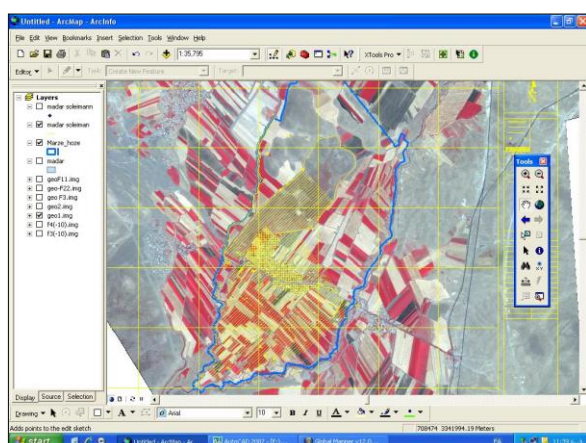 Untitled - ArcMap - ArcInfo
File Edit View Bookmarks Insert Selection Tools Window Help
1:35,795
XTools Pro
Editor Task: Create New Feature Target:
Layers
madar soleimann
madar soleiman
Marze_hoze
madar
geoF11.img
geo-F22.img
geo F3.img
geo2.img
geo1.img
F4(-10).img
F3(-10).img
Tools
Display Source Selection
Drawing A Arial 10 B I U A
Adds points to the edit sketch 708474 3341994.19 Meters
start Untitled - ArcMap - Ar... AutoCAD 2007 Global Mapper v12.0